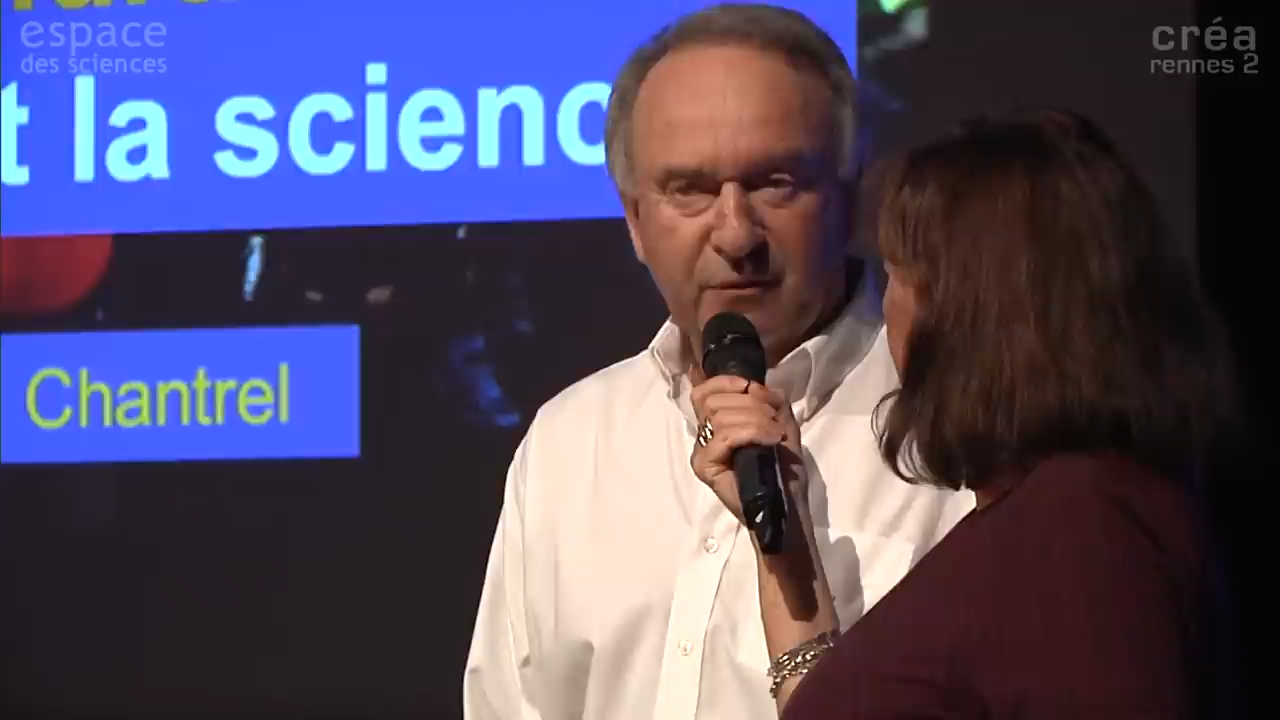 espace
des sciences
créa
rennes 2
t la scienc
Chantrel